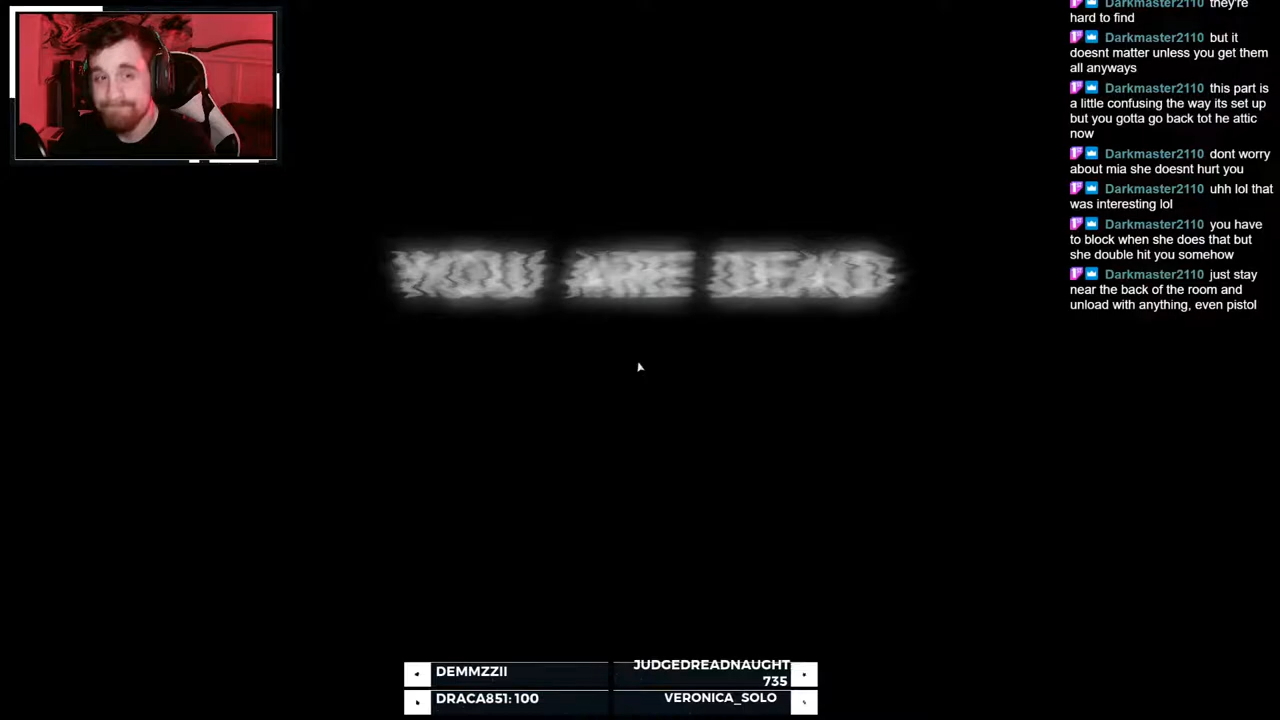 Darkmaster2110 they're
hard to find
Darkmaster2110 but it
doesnt matter unless you get them
all anyways
Darkmaster2110 this part is
a little confusing the way its set up
but you gotta go back tot he attic
now
Darkmaster2110 dont worry
about mia she doesnt hurt you
Darkmaster2110 uhh lol that
was interesting lol
Darkmaster2110 you have
to block when she does that but
she double hit you somehow
Darkmaster2110 just stay
near the back of the room and
unload with anything, even pistol
YOU ARE DEAD
DEMMZZII
DRACA851: 100
JUDGEDREADNAUGHT
735
VERONICA_SOLO